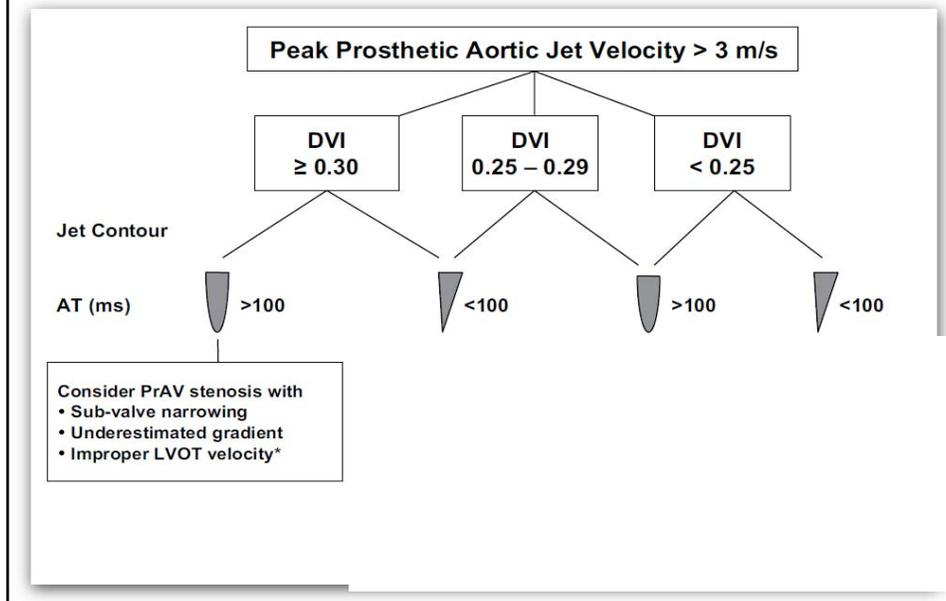 Peak Prosthetic Aortic Jet Velocity > 3 m/s
DVI
≥ 0.30
DVI
0.25 – 0.29
DVI
< 0.25
Jet Contour
AT (ms)
>100
<100
>100
<100
Consider PrAV stenosis with
• Sub-valve narrowing
• Underestimated gradient
• Improper LVOT velocity*